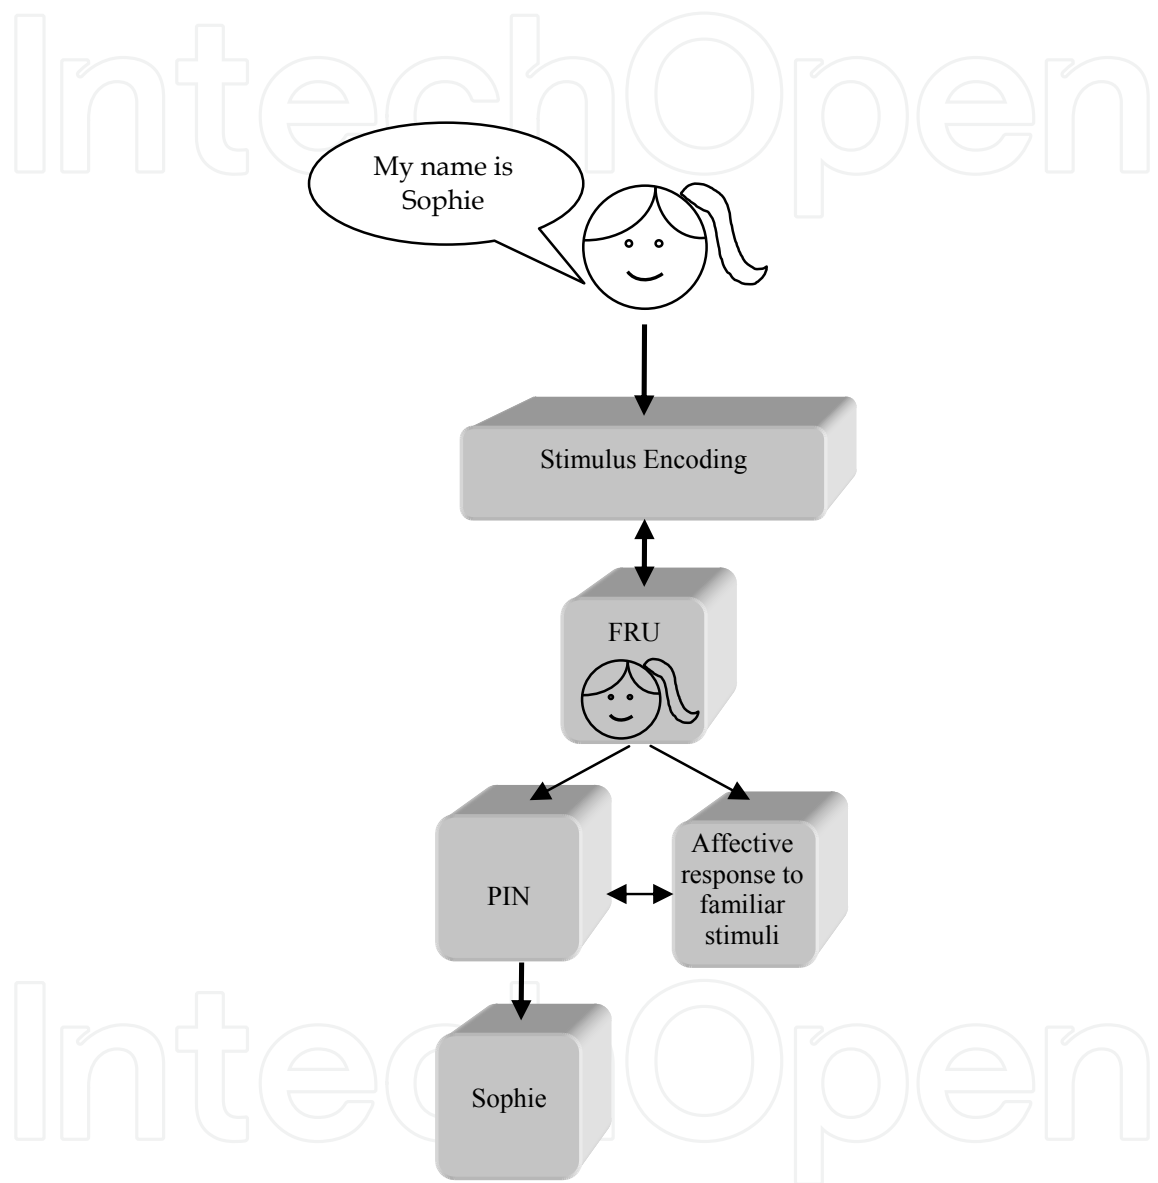 IntechOpen
My name is
Sophie
Stimulus Encoding
FRU
PIN
Affective
response to
familiar
stimuli
Sophie
IntechOpen